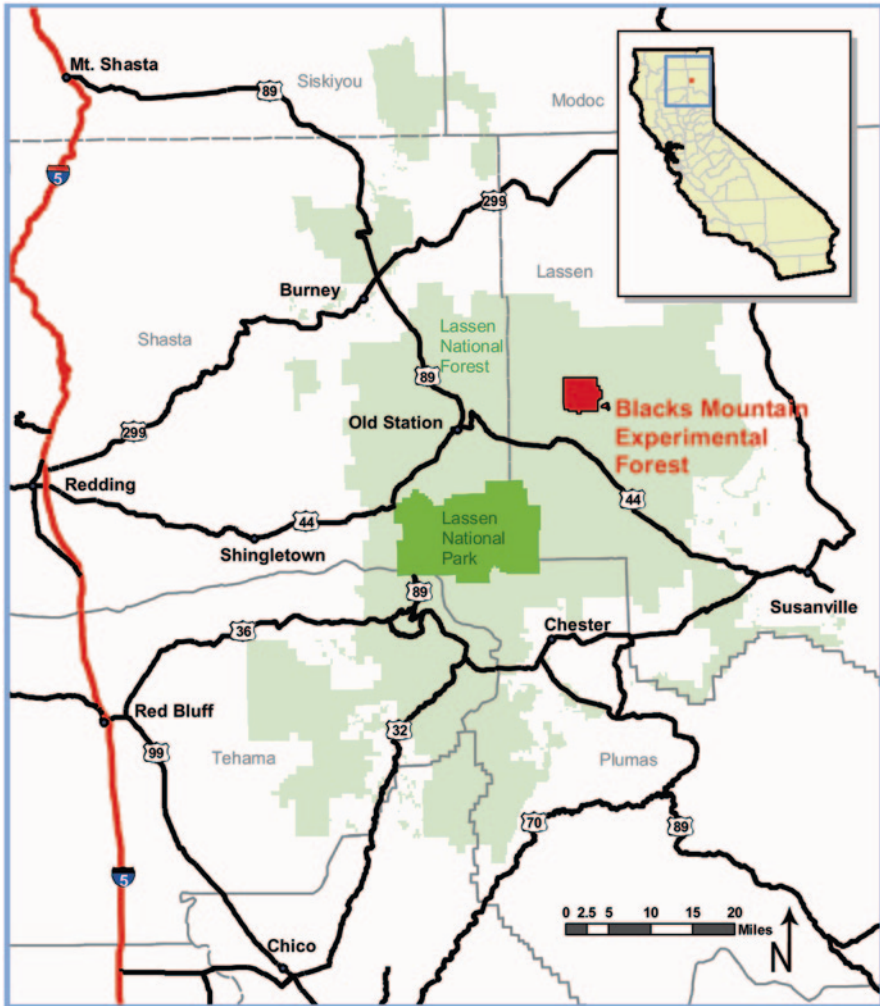 Mt. Shasta
Siskiyou
89
Modoc
5
299
Lassen
Burney
Shasta
Lassen
National
Forest
89
Blacks Mountain
Experimental
Forest
Old Station
299
Redding
44
44
Lassen
National
Park
Shingletown
89
Susanville
Chester
36
Red Bluff
32
99
Tehama
Plumas
70
89
5
0 2.5 5 10 15 20
Miles
Chico
N